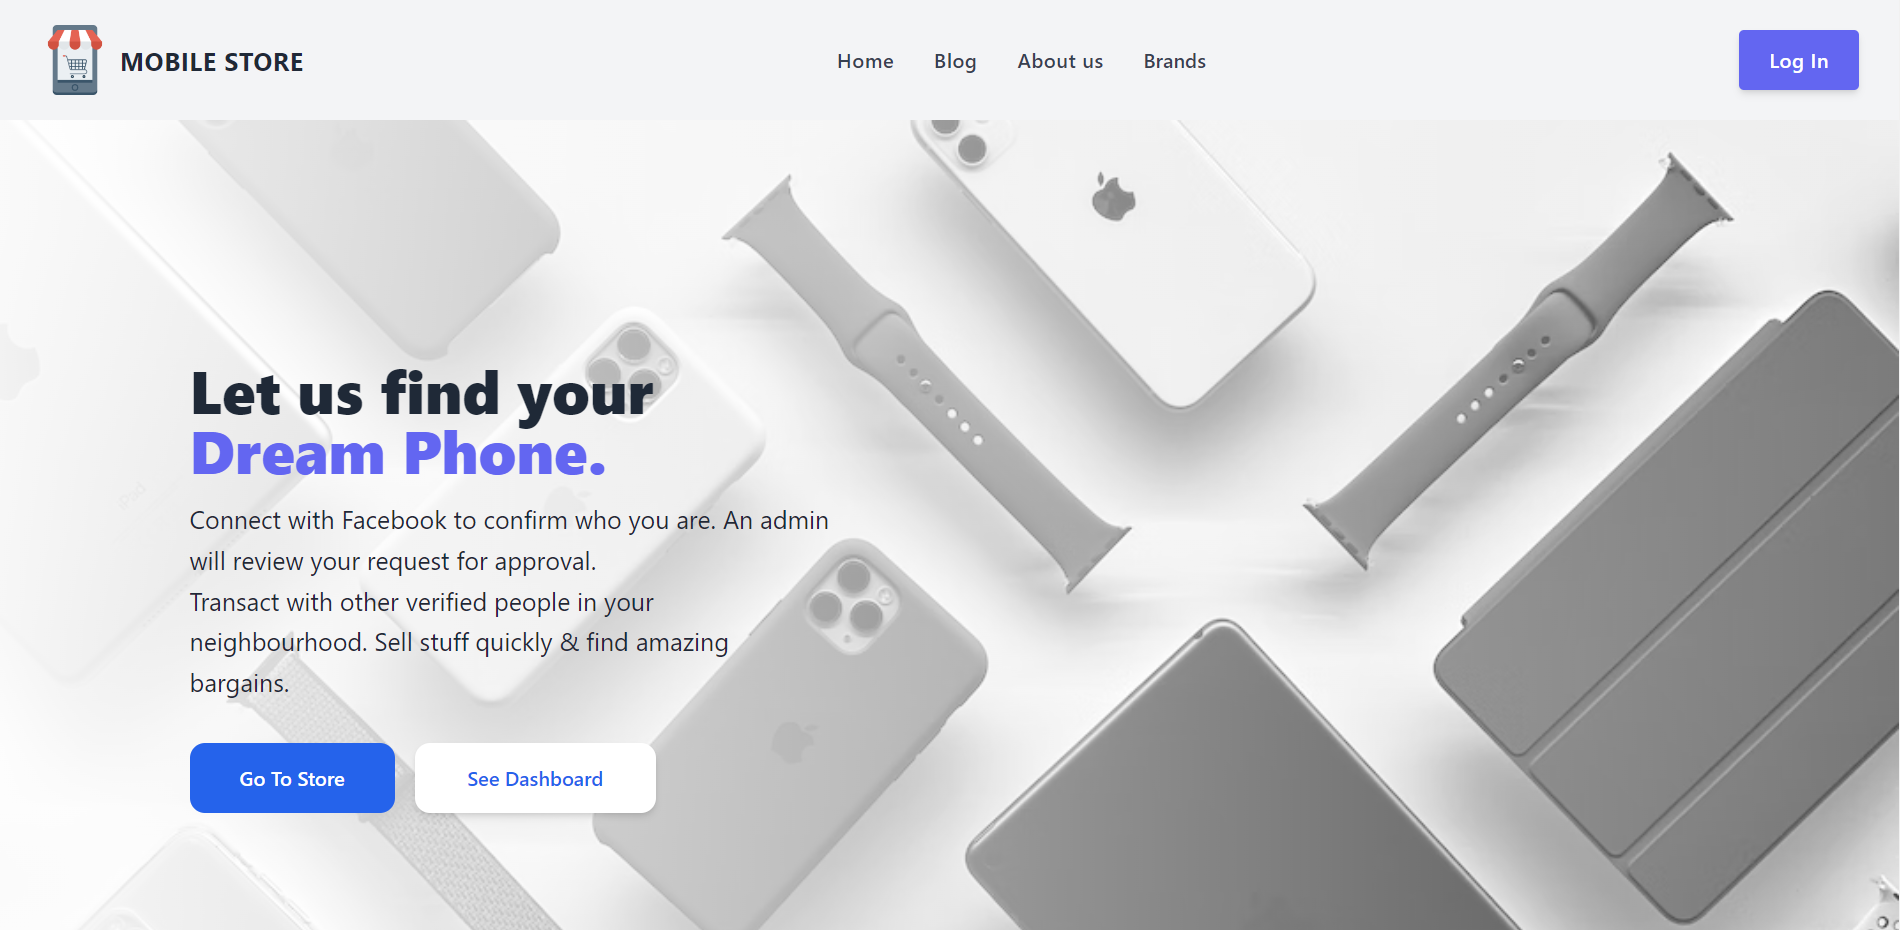 MOBILE STORE
Home Blog About us Brands
Log In
Let us find your
Dream Phone.
Connect with Facebook to confirm who you are. An admin
will review your request for approval.
Transact with other verified people in your
neighbourhood. Sell stuff quickly & find amazing
bargains.
Go To Store
See Dashboard
iPad